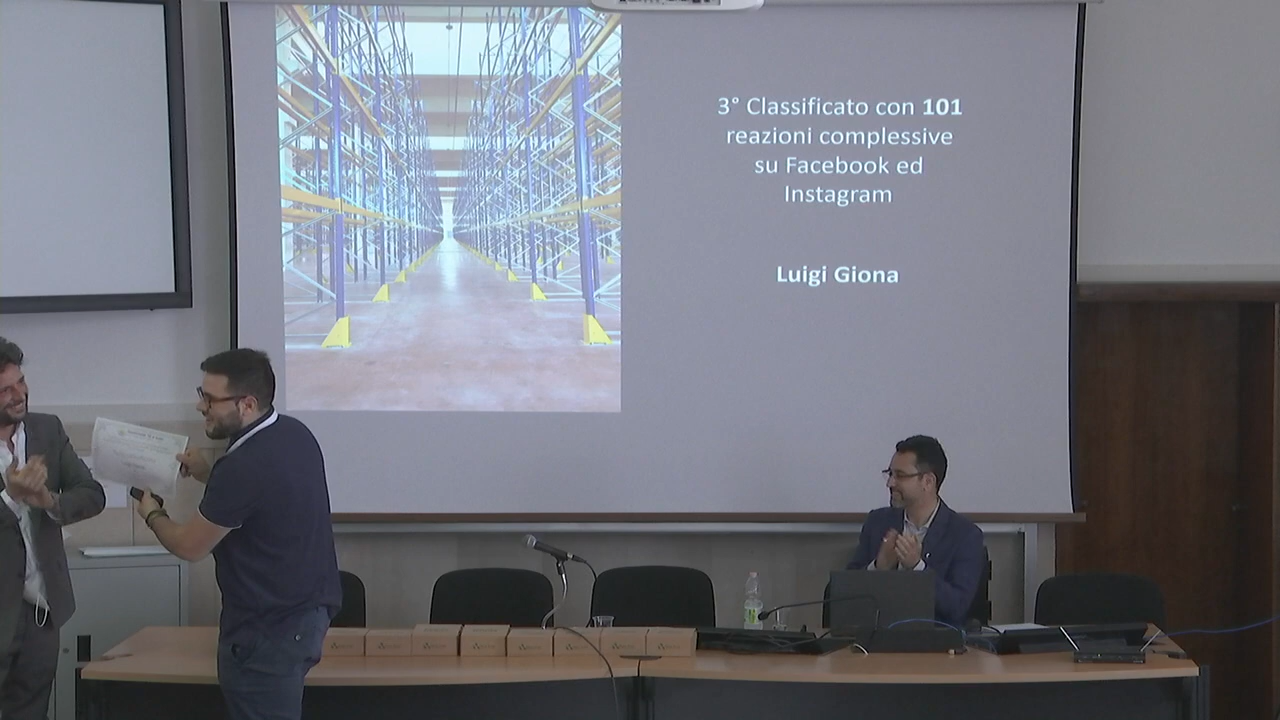 3° Classificato con 101
reazioni complessive
su Facebook ed
Instagram
Luigi Giona